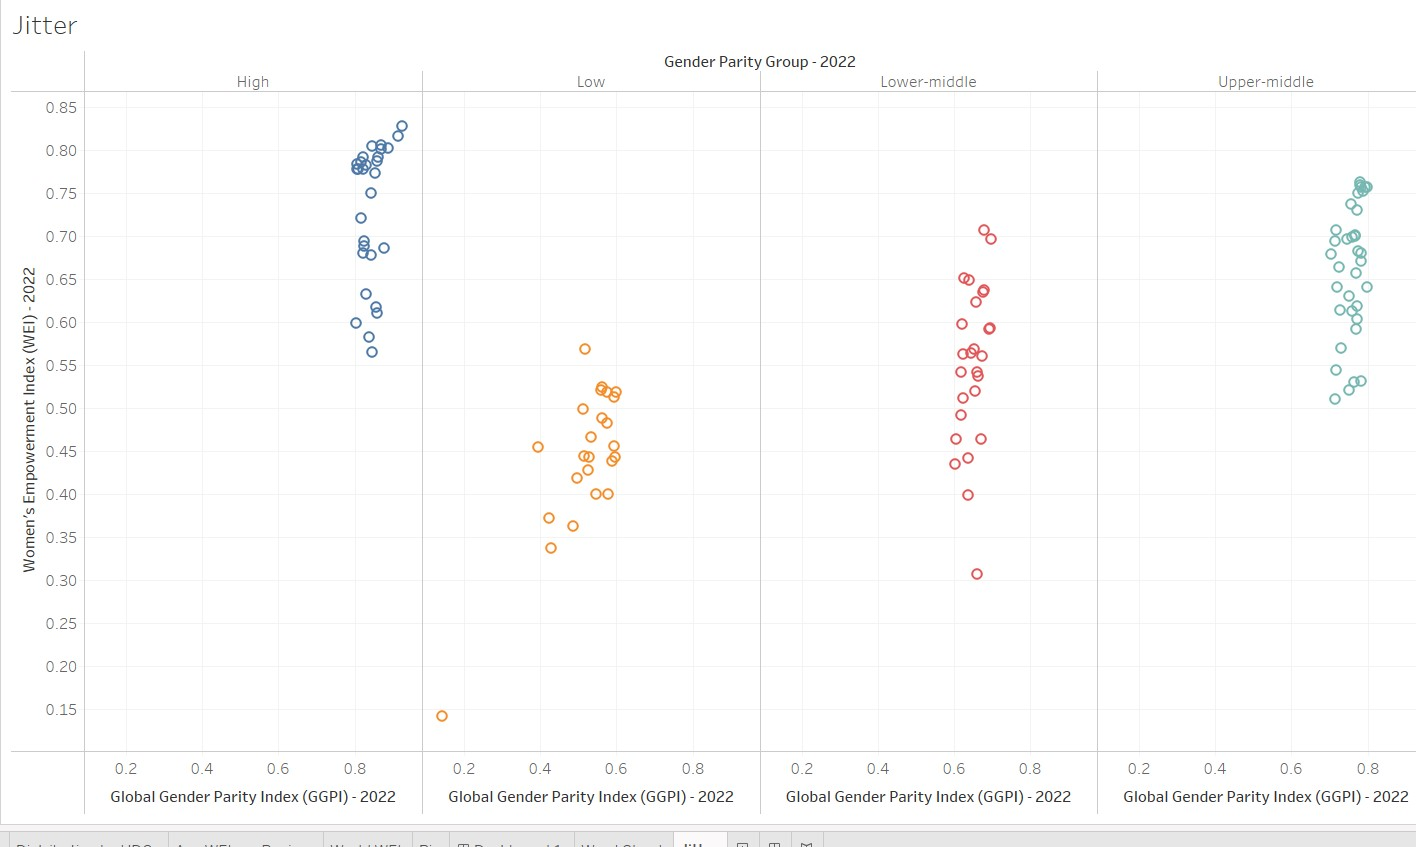 Jitter
Gender Parity Group - 2022
High Low Lower-middle Upper-middle
Women's Empowerment Index (WEI) - 2022
0.85
0.80
0.75
0.70
0.65
0.60
0.55
0.50
0.45
0.40
0.35
0.30
0.25
0.20
0.15
0.2 0.4 0.6 0.8 0.2 0.4 0.6 0.8 0.2 0.4 0.6 0.8 0.2 0.4 0.6 0.8
Global Gender Parity Index (GGPI) - 2022 Global Gender Parity Index (GGPI) - 2022 Global Gender Parity Index (GGPI) - 2022 Global Gender Parity Index (GGPI) - 2022